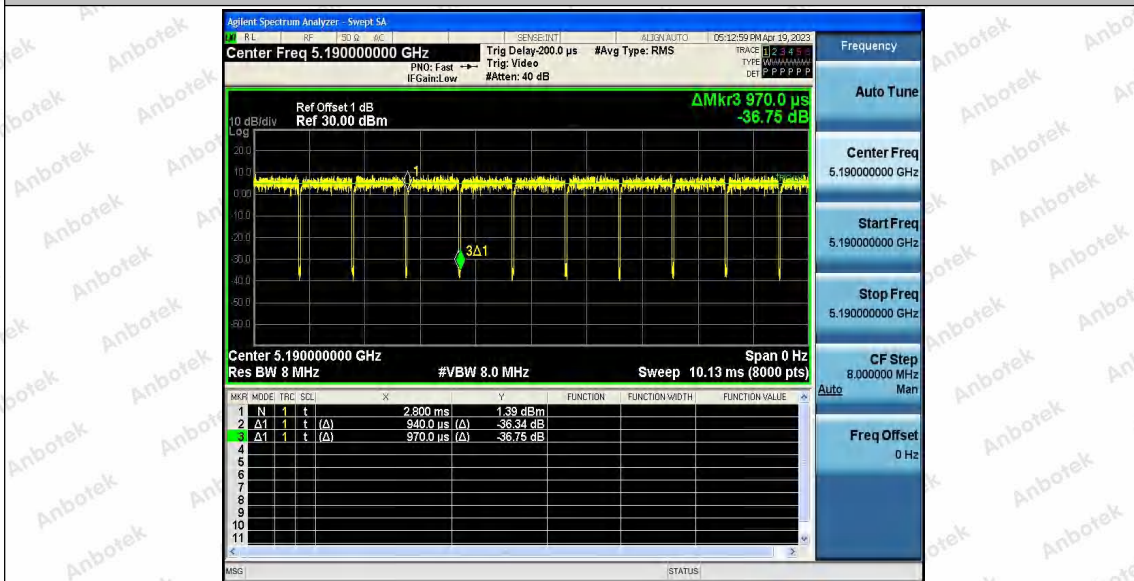 Agilent Spectrum Analyzer - Swept SA
RL RF 50 Ω AC SENSE:INT ALIGN AUTO 05:12:59 PM Apr 19, 2023
Center Freq 5.190000000 GHz
PNO: Fast
IFGain:Low
Trig Delay-200.0 µs
Trig: Video
#Atten: 40 dB
#Avg Type: RMS
TRACE 1 2 3 4 5 6
TYPE WWWWWW
DET P P P P P P
Frequency
Auto Tune
Center Freq
5.190000000 GHz
Start Freq
5.190000000 GHz
Stop Freq
5.190000000 GHz
CF Step
8.000000 MHz
Auto Man
Freq Offset
0 Hz
ΔMkr3 970.0 µs
-36.75 dB
Ref Offset 1 dB
10 dB/div Ref 30.00 dBm
Log
20.0
10.0
0.00
-10.0
-20.0
-30.0
-40.0
-50.0
-60.0
1
3Δ1
Center 5.190000000 GHz Span 0 Hz
Res BW 8 MHz #VBW 8.0 MHz Sweep 10.13 ms (8000 pts)
MKR MODE TRC SCL X Y FUNCTION FUNCTION WIDTH FUNCTION VALUE
1 N 1 t 2.800 ms 1.39 dBm
2 Δ1 1 t (Δ) 940.0 µs (Δ) -36.34 dB
3 Δ1 1 t (Δ) 970.0 µs (Δ) -36.75 dB
4
5
6
7
8
9
10
11
MSG STATUS
Anbotek